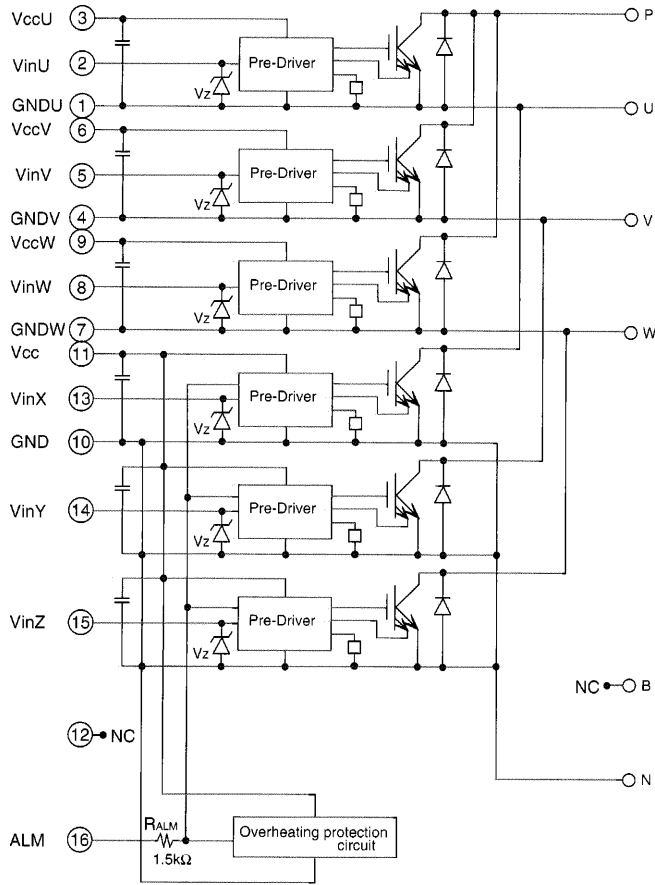 VccU 3 P
VinU 2 Pre-Driver
Vz
GNDU 1 U
VccV 6
VinV 5 Pre-Driver
Vz
GNDV 4 V
VccW 9
VinW 8 Pre-Driver
Vz
GNDW 7 W
Vcc 11
VinX 13 Pre-Driver
Vz
GND 10
VinY 14 Pre-Driver
Vz
VinZ 15 Pre-Driver
Vz
NC B
12 NC
N
RALM
ALM 16 Overheating protection
circuit
1.5kΩ